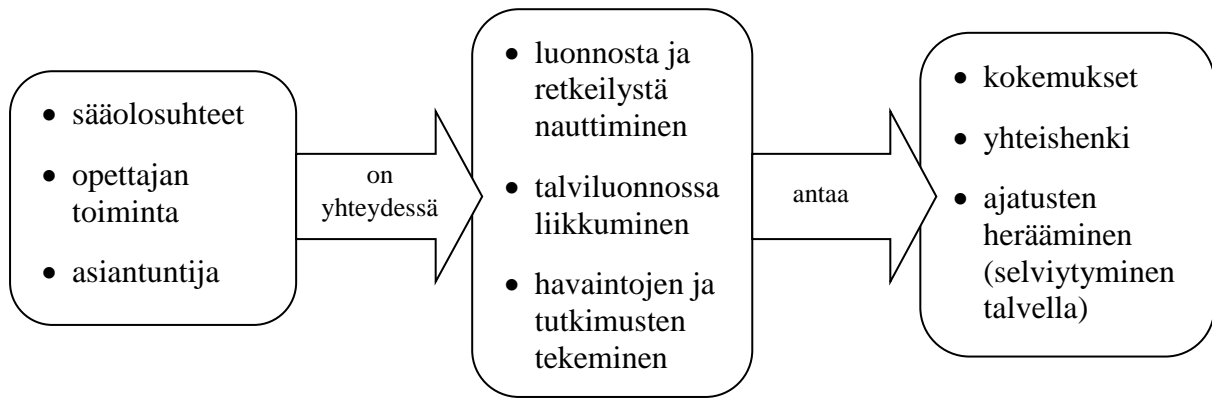 • sääolosuhteet
• opettajan
toiminta
• asiantuntija
on
yhteydessä
• luonnosta ja
retkeilystä
nauttiminen
• talviluonnossa
liikkuminen
• havaintojen ja
tutkimusten
tekeminen
antaa
• kokemukset
• yhteishenki
• ajatusten
herääminen
(selviytyminen
talvella)